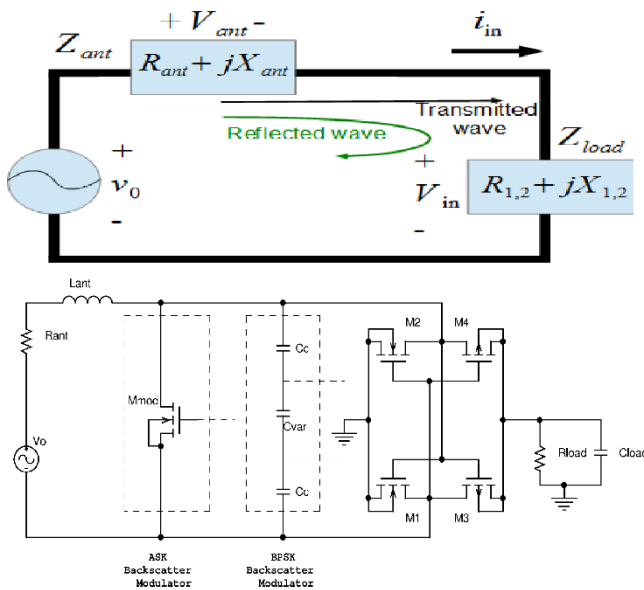 + V_ant -
Z_ant
i_in
R_ant + jX_ant
Transmitted
wave
Reflected wave
Z_load
+
v_0
-
+
V_in
-
R_1,2 + jX_1,2
Lant
Rant
Vo
Mmod
Cc
Cvar
Cc
M2
M4
M1
M3
Rload
Cload
ASK
Backscatter
Modulator
BPSK
Backscatter
Modulator